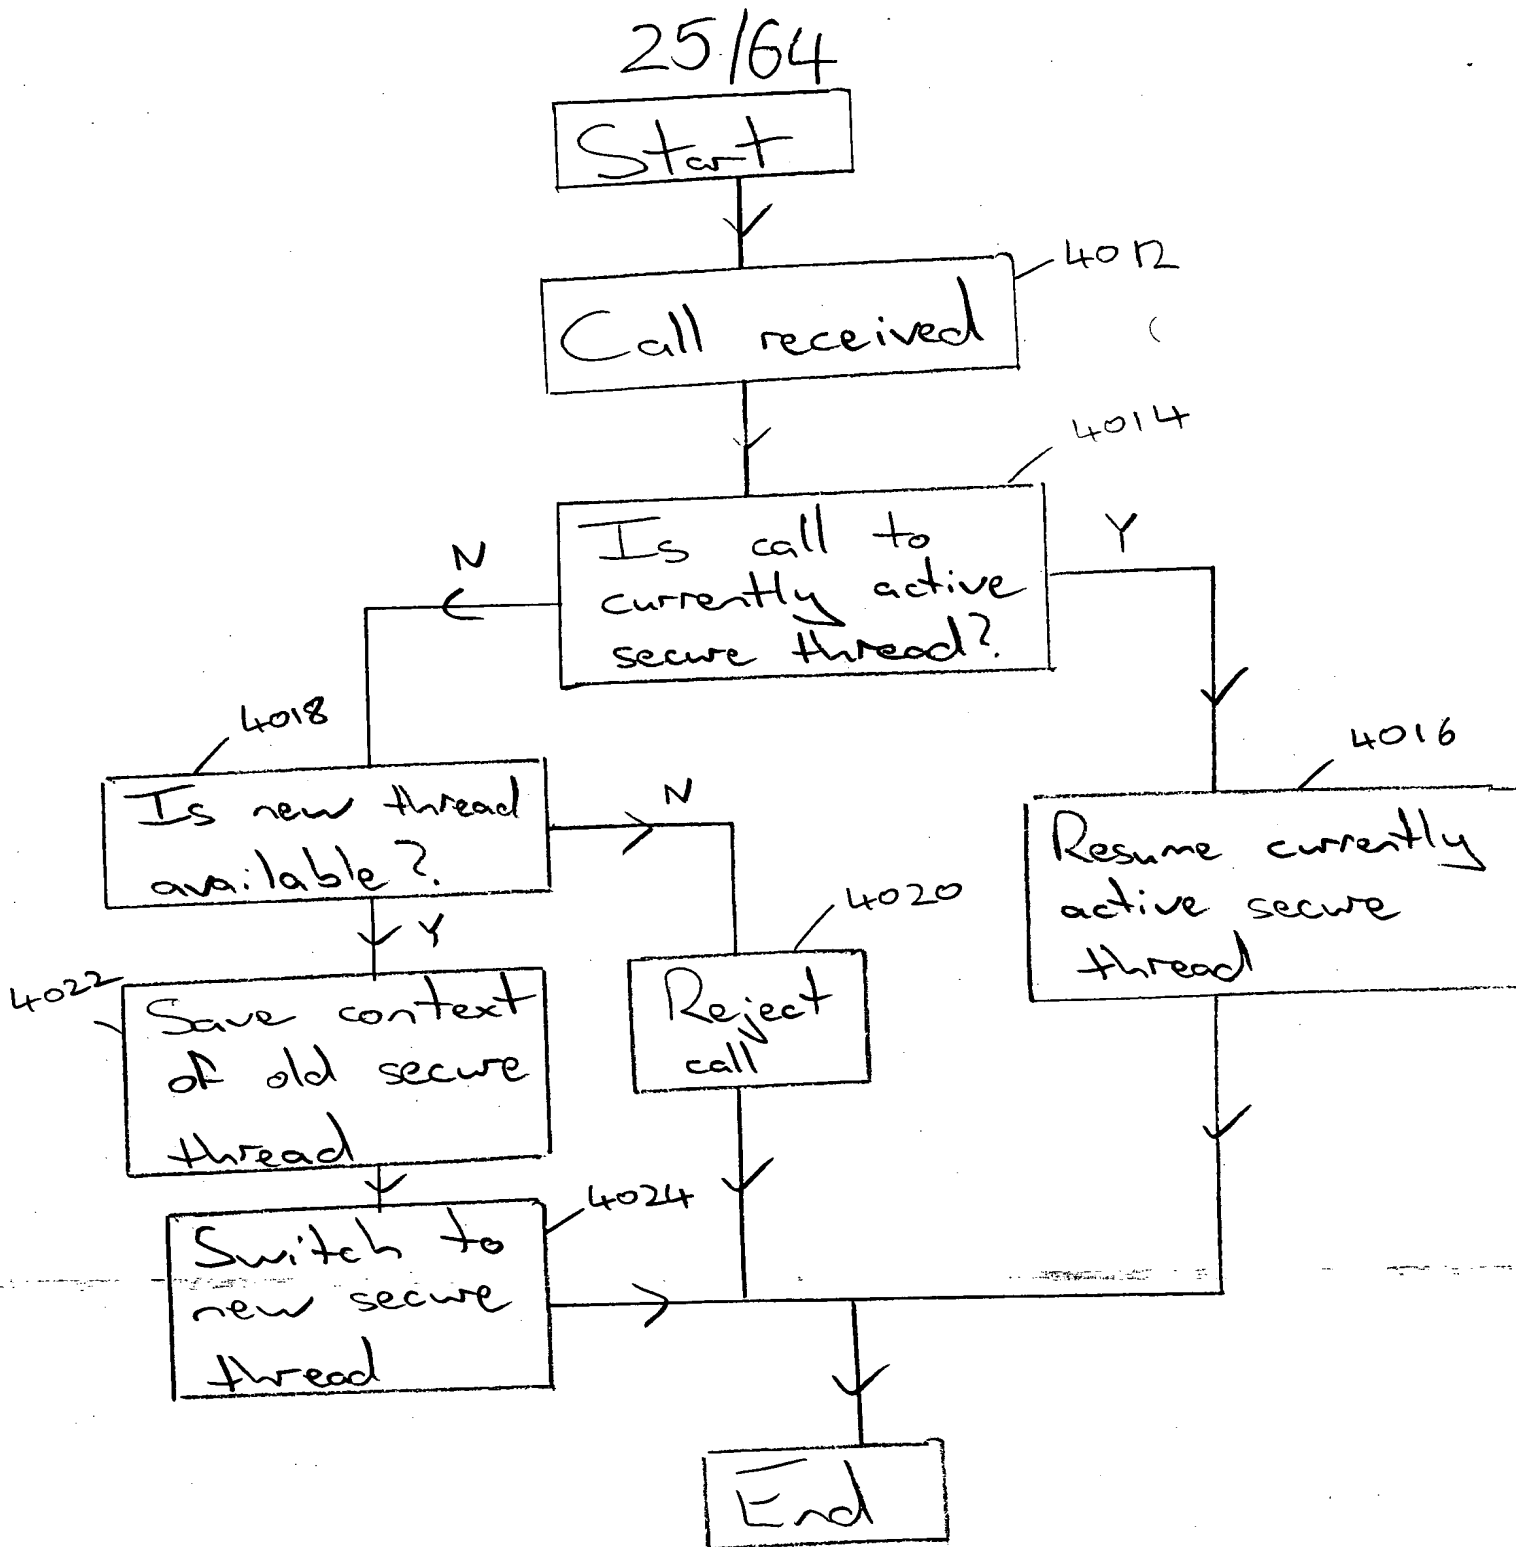 25/64
Start
4012
Call received
4014
Is call to
currently active
secure thread?
N
Y
4018
Is new thread
available?
N
Y
4016
Resume currently
active secure
thread
4020
Reject
call
4022
Save context
of old secure
thread
4024
Switch to
new secure
thread
End